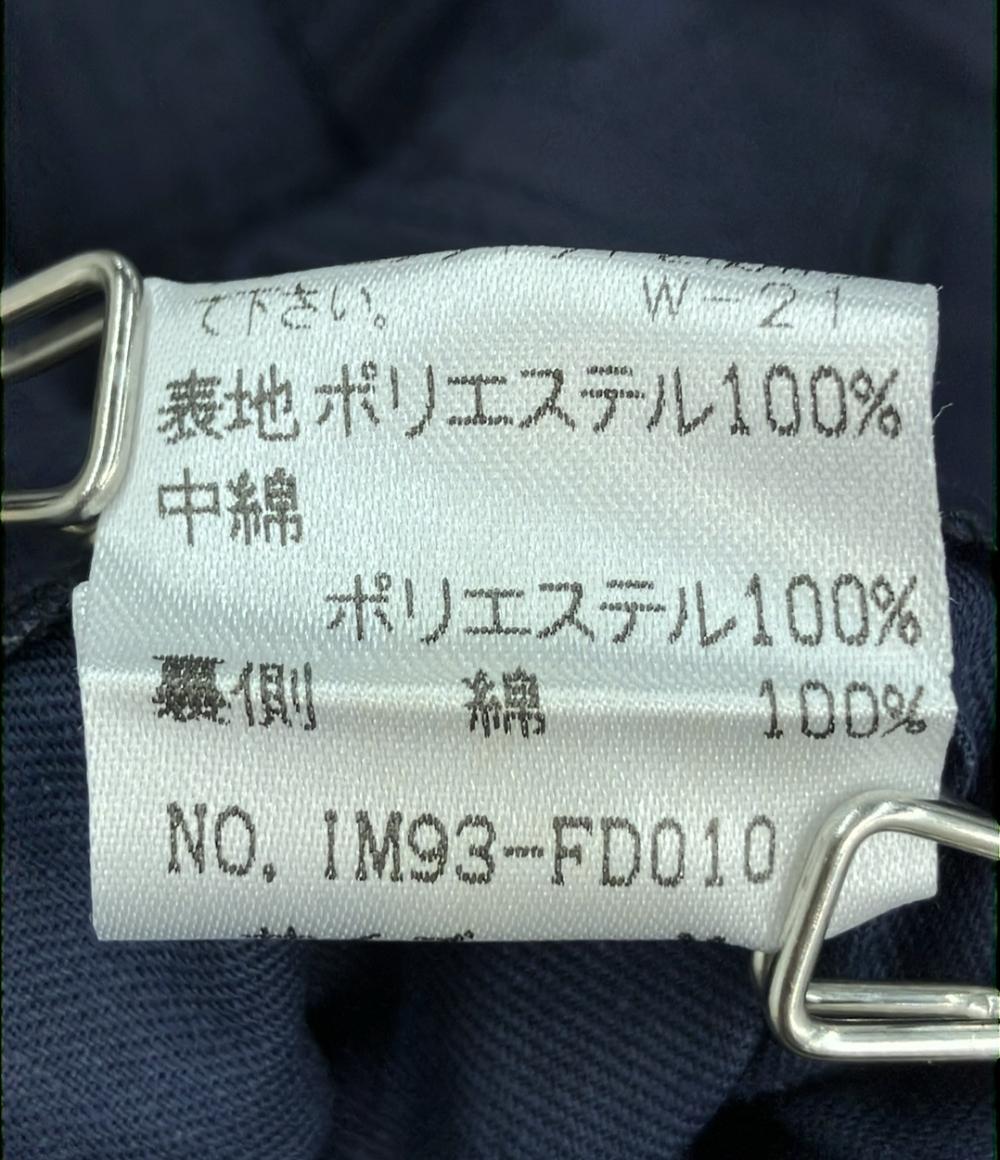 て下さい。 W-21
表地 ポリエステル100%
中綿
ポリエステル100%
裏側 綿 100%
NO. IM93-FD010